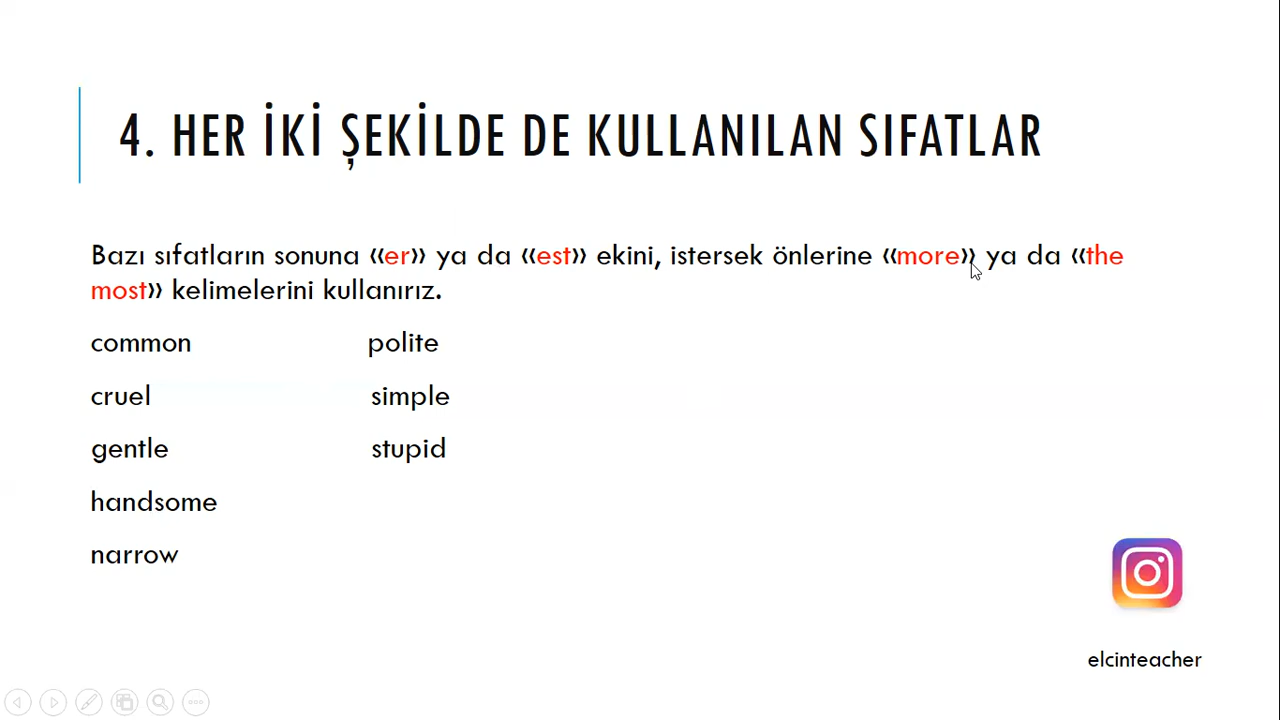 4. HER İKİ ŞEKİLDE DE KULLANILAN SIFATLAR
Bazı sıfatların sonuna «er» ya da «est» ekini, istersek önlerine «more» ya da «the
most» kelimelerini kullanırız.
common polite
cruel simple
gentle stupid
handsome
narrow
elcinteacher